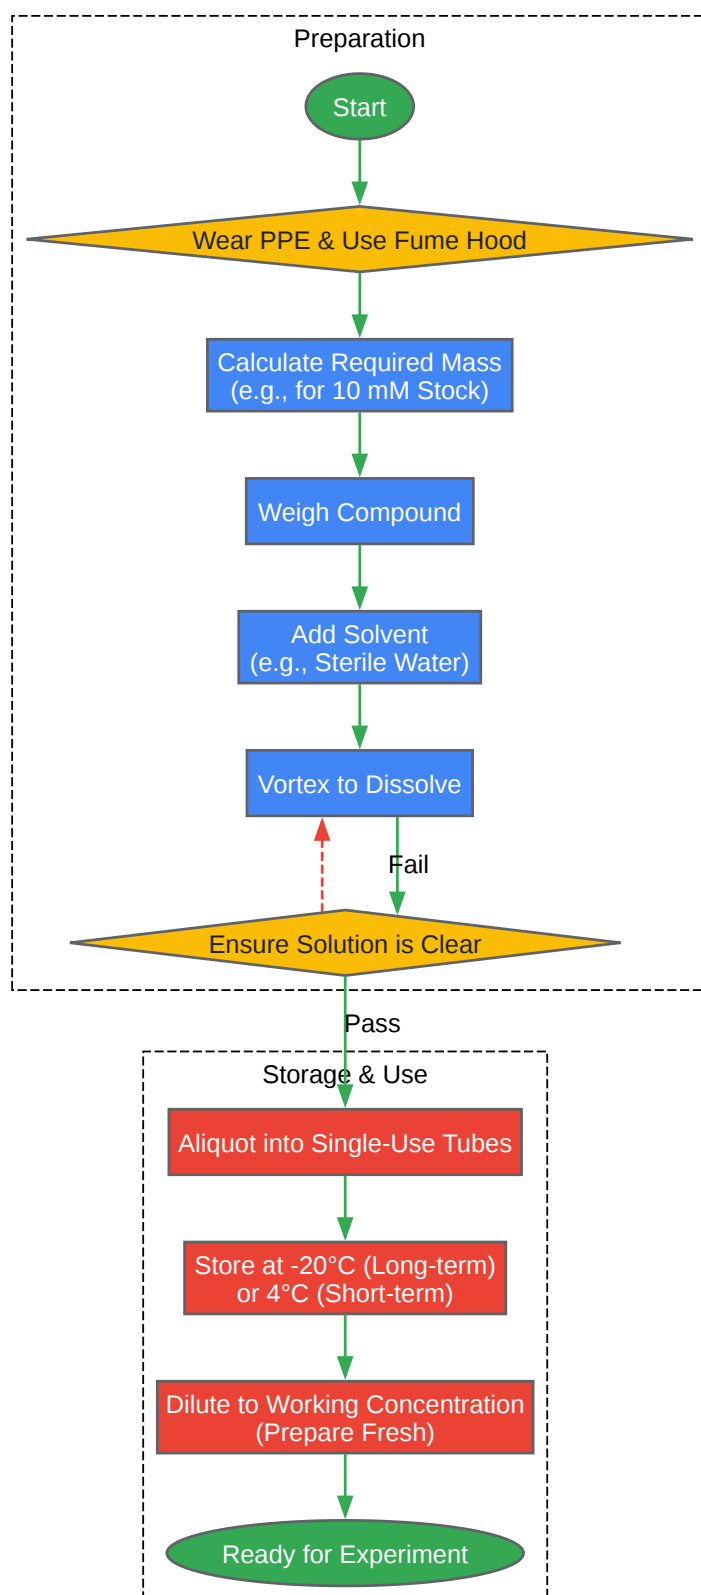 Preparation
Start
Wear PPE & Use Fume Hood
Calculate Required Mass
(e.g., for 10 mM Stock)
Weigh Compound
Add Solvent
(e.g., Sterile Water)
Vortex to Dissolve
Fail
Ensure Solution is Clear
Pass
Storage & Use
Aliquot into Single-Use Tubes
Store at -20°C (Long-term)
or 4°C (Short-term)
Dilute to Working Concentration
(Prepare Fresh)
Ready for Experiment